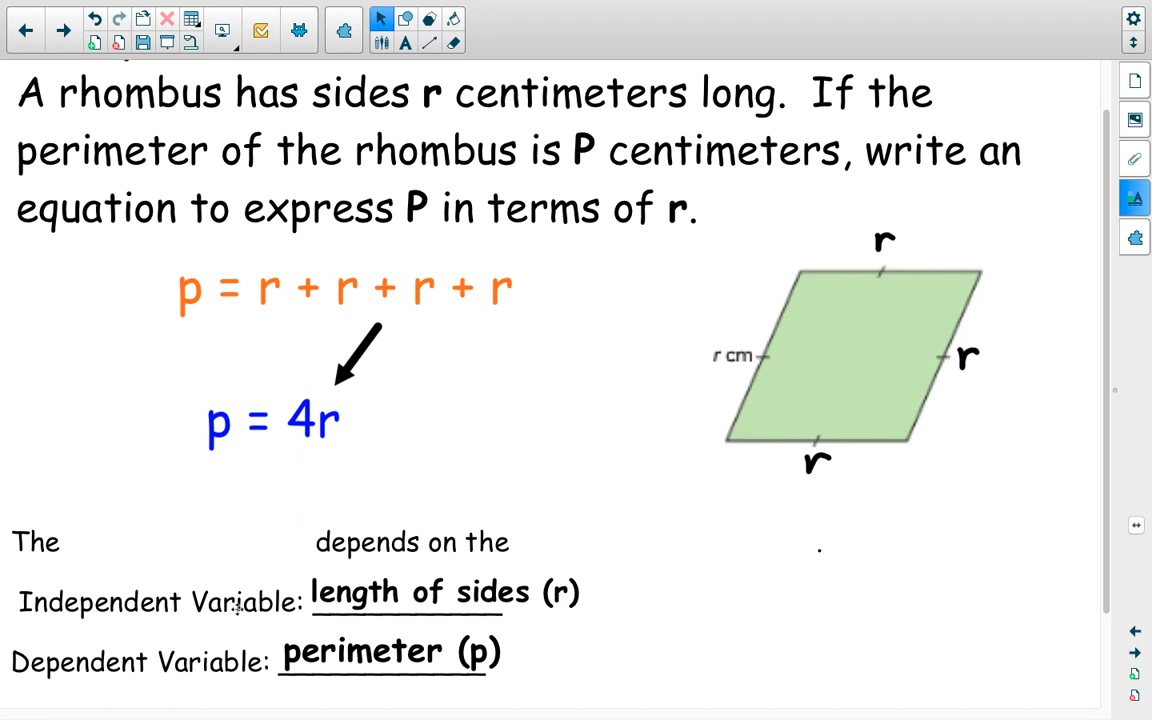 A rhombus has sides r centimeters long. If the
perimeter of the rhombus is P centimeters, write an
equation to express P in terms of r.
r
p = r + r + r + r
r cm
r
p = 4r
r
The depends on the .
Independent Variable: length of sides (r)
Dependent Variable: perimeter (p)